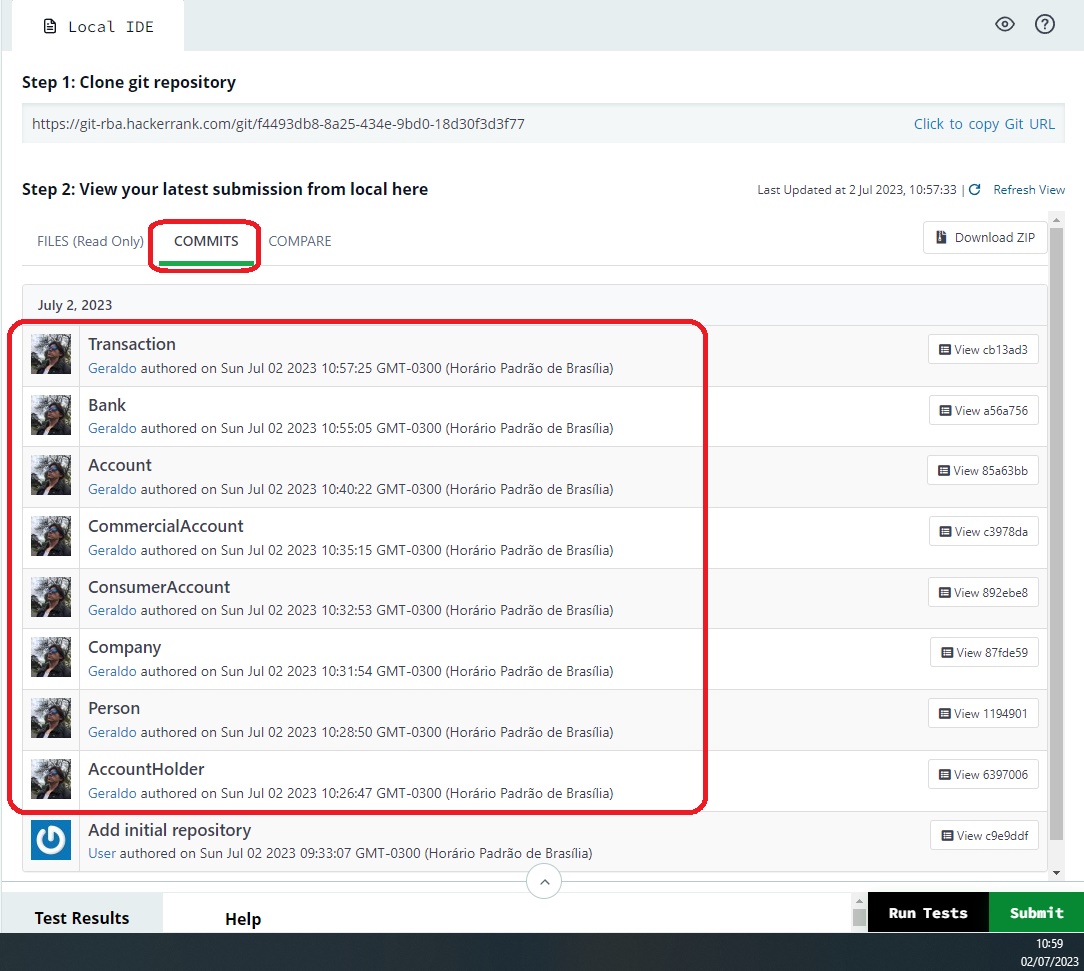 Local IDE
Step 1: Clone git repository
https://git-rba.hackerrank.com/git/f4493db8-8a25-434e-9bd0-18d30f3d3f77 Click to copy Git URL
Step 2: View your latest submission from local here Last Updated at 2 Jul 2023, 10:57:33 | Refresh View
FILES (Read Only) COMMITS COMPARE Download ZIP
July 2, 2023
Transaction
Geraldo authored on Sun Jul 02 2023 10:57:25 GMT-0300 (Horário Padrão de Brasília) View cb13ad3
Bank
Geraldo authored on Sun Jul 02 2023 10:55:05 GMT-0300 (Horário Padrão de Brasília) View a56a756
Account
Geraldo authored on Sun Jul 02 2023 10:40:22 GMT-0300 (Horário Padrão de Brasília) View 85a63bb
CommercialAccount
Geraldo authored on Sun Jul 02 2023 10:35:15 GMT-0300 (Horário Padrão de Brasília) View c3978da
ConsumerAccount
Geraldo authored on Sun Jul 02 2023 10:32:53 GMT-0300 (Horário Padrão de Brasília) View 892ebe8
Company
Geraldo authored on Sun Jul 02 2023 10:31:54 GMT-0300 (Horário Padrão de Brasília) View 87fde59
Person
Geraldo authored on Sun Jul 02 2023 10:28:50 GMT-0300 (Horário Padrão de Brasília) View 1194901
AccountHolder
Geraldo authored on Sun Jul 02 2023 10:26:47 GMT-0300 (Horário Padrão de Brasília) View 6397006
Add initial repository
User authored on Sun Jul 02 2023 09:33:07 GMT-0300 (Horário Padrão de Brasília) View c9e9ddf
Test Results Help Run Tests Submit
10:59
02/07/2023